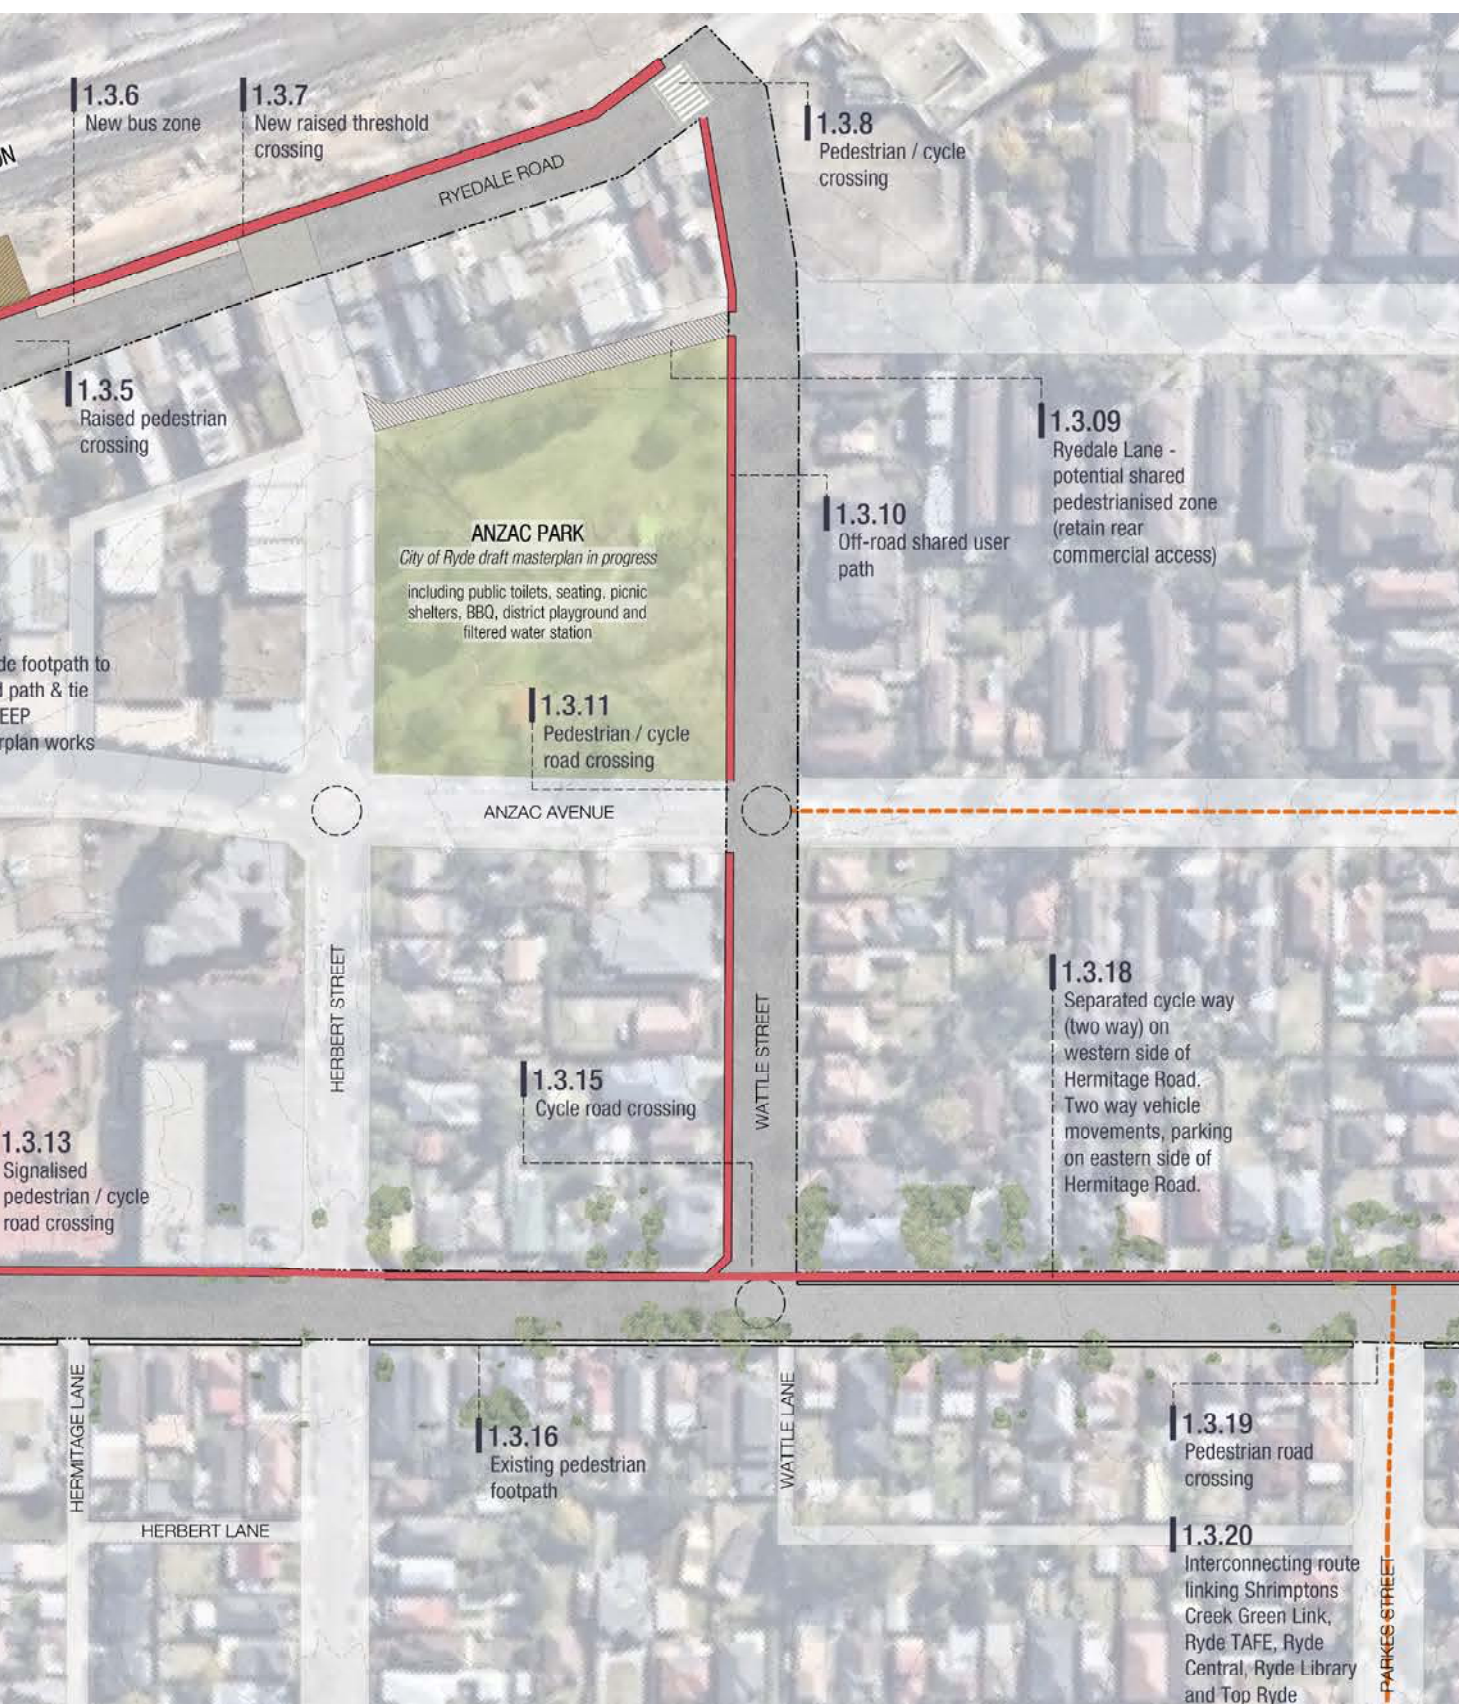 1.3.6
New bus zone
1.3.7
New raised threshold
crossing
RYEDALE ROAD
1.3.8
Pedestrian / cycle
crossing
1.3.5
Raised pedestrian
crossing
1.3.09
Ryedale Lane -
potential shared
pedestrianised zone
(retain rear
commercial access)
1.3.10
Off-road shared user
path
ANZAC PARK
City of Ryde draft masterplan in progress
including public toilets, seating, picnic
shelters, BBQ, district playground and
filtered water station
footpath to
path & tie
works
1.3.11
Pedestrian / cycle
road crossing
ANZAC AVENUE
HERBERT STREET
WATTLE STREET
1.3.18
Separated cycle way
(two way) on
western side of
Hermitage Road.
Two way vehicle
movements, parking
on eastern side of
Hermitage Road.
1.3.15
Cycle road crossing
1.3.13
Signalised
pedestrian / cycle
road crossing
HERMITAGE LANE
HERBERT LANE
1.3.16
Existing pedestrian
footpath
WATTLE LANE
1.3.19
Pedestrian road
crossing
1.3.20
Interconnecting route
linking Shrimptons
Creek Green Link,
Ryde TAFE, Ryde
Central, Ryde Library
and Top Ryde
PARKES STREET